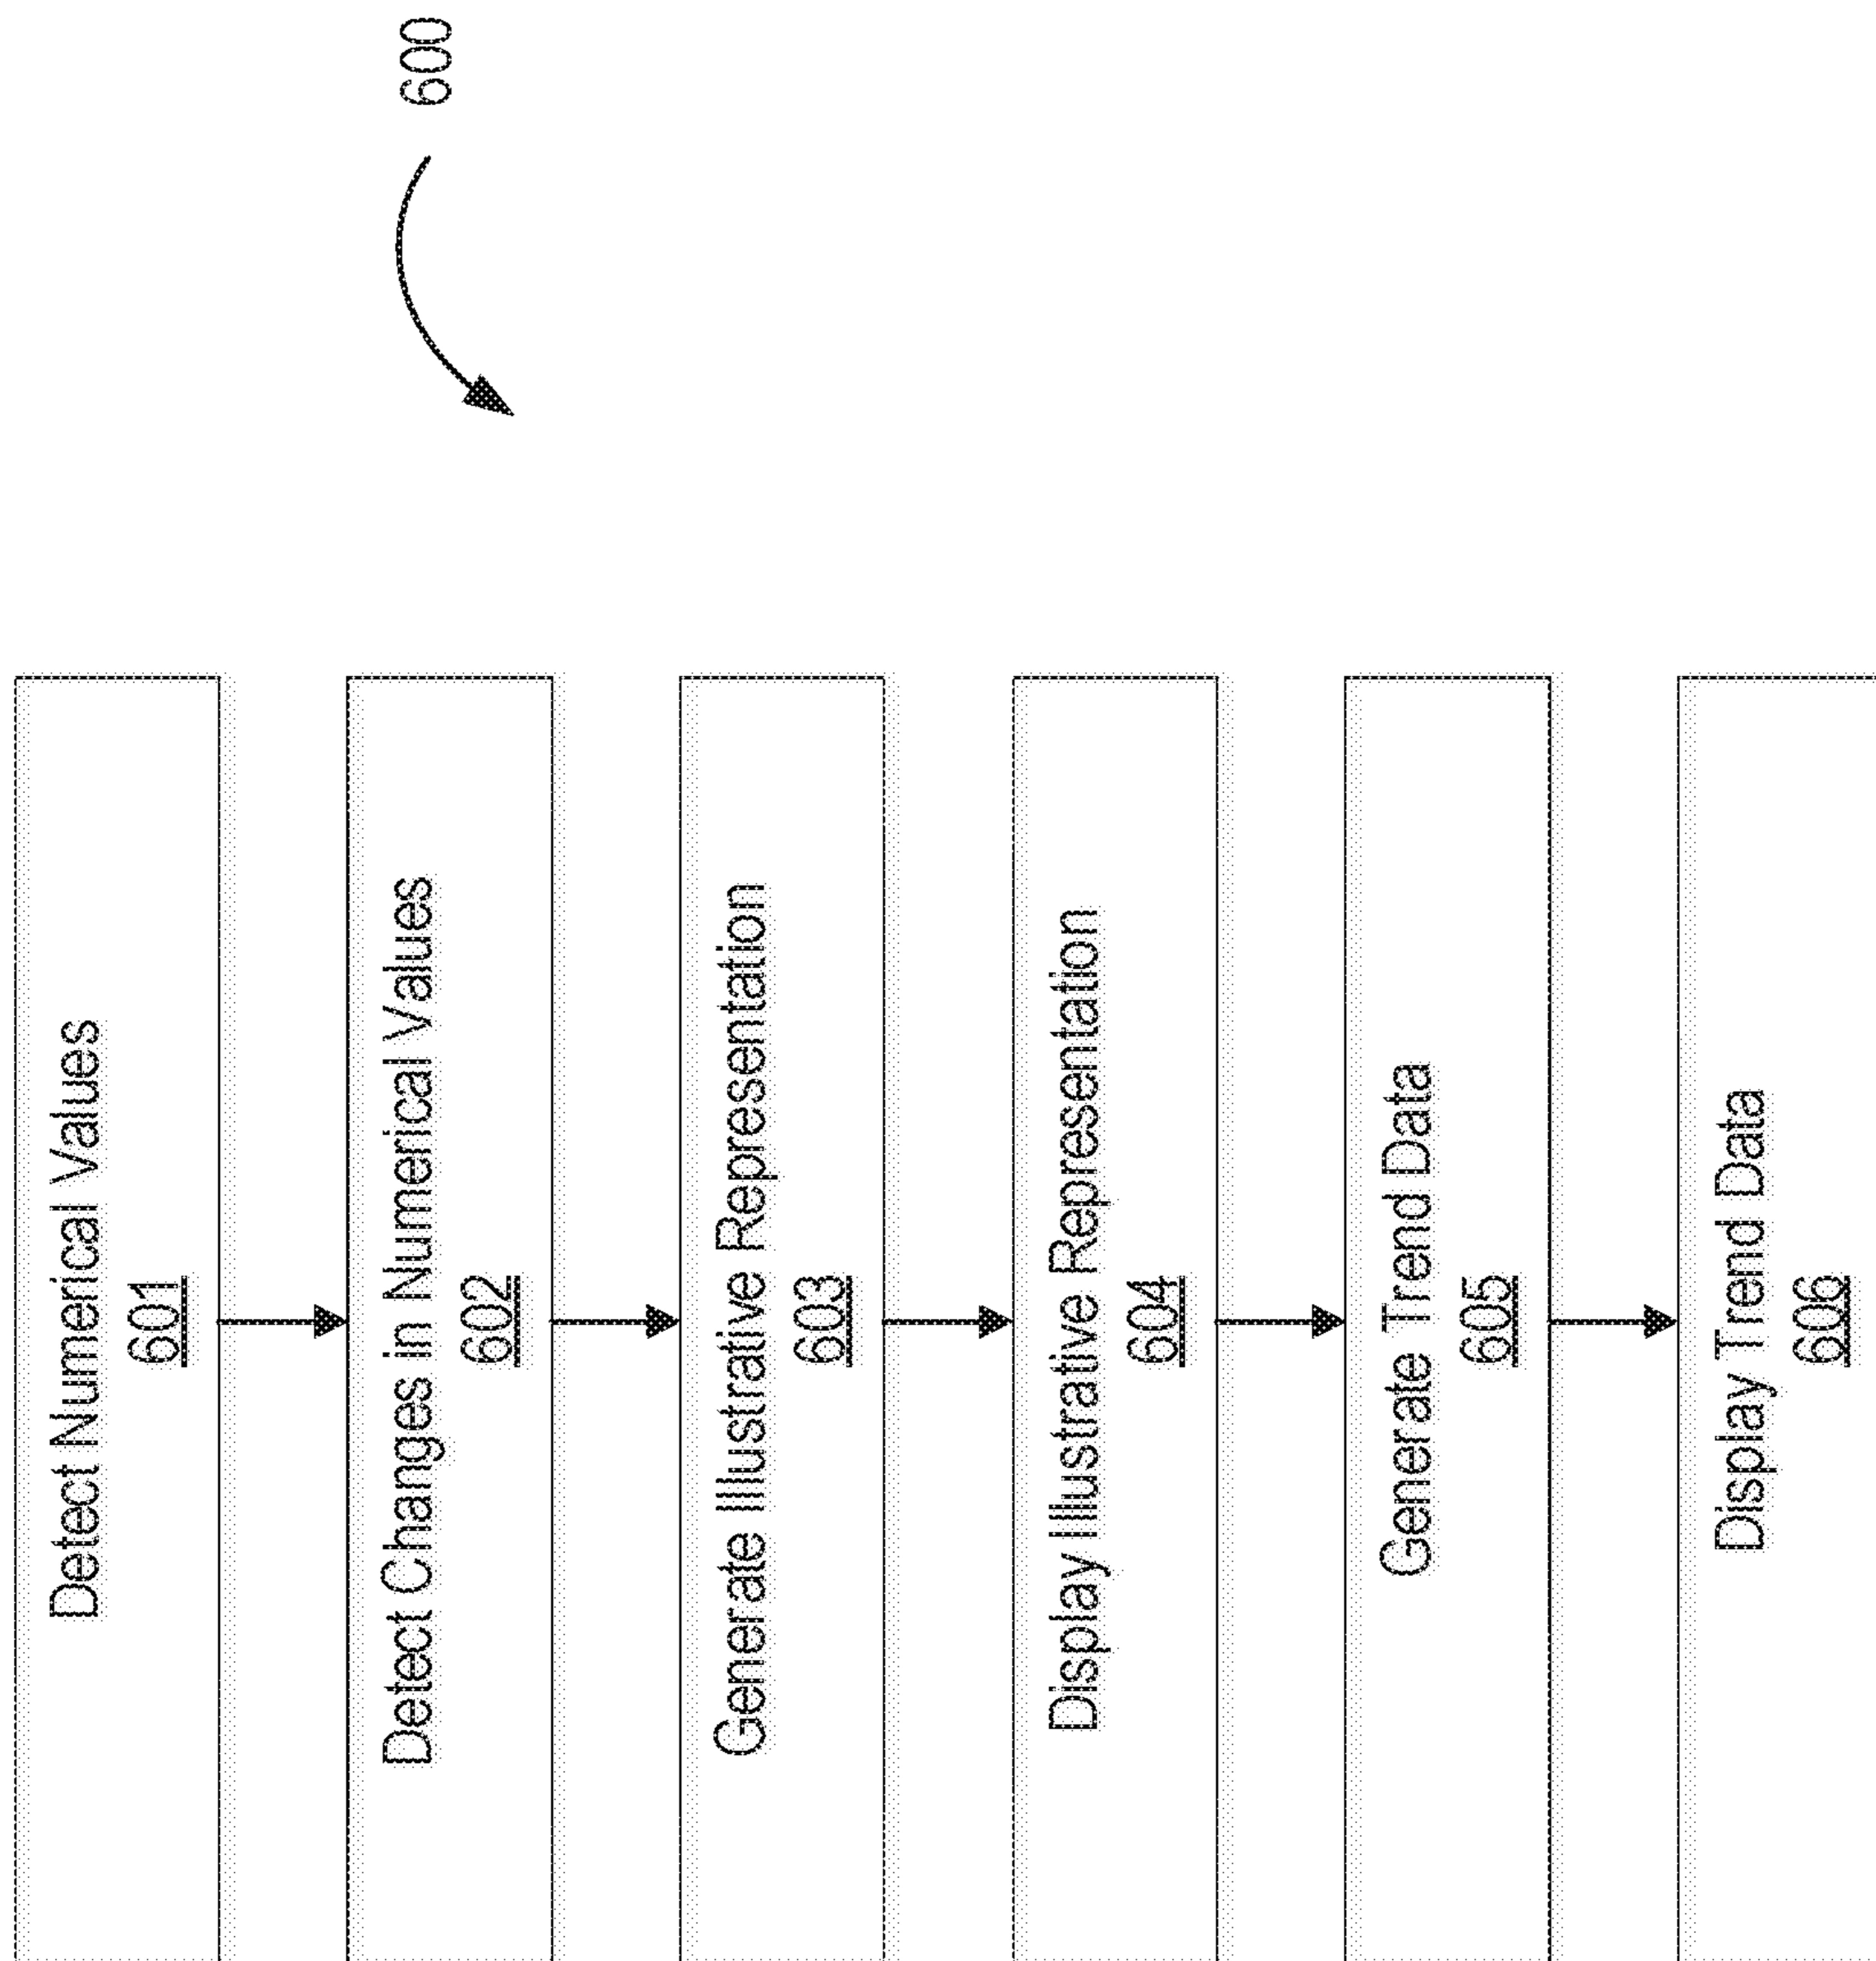 600
Detect Numerical Values
601
Detect Changes in Numerical Values
602
Generate Illustrative Representation
603
Display Illustrative Representation
604
Generate Trend Data
605
Display Trend Data
606